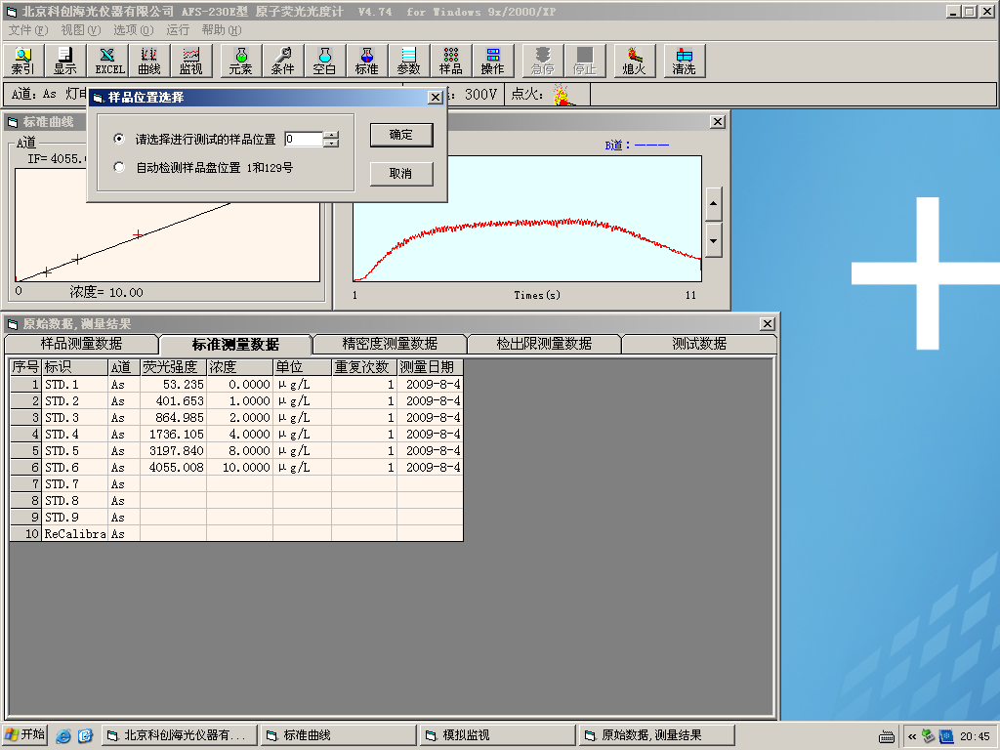 北京科创海光仪器有限公司 AFS-230E型 原子荧光光度计 V4.74 for Windows 9x/2000/XP
文件(F) 视图(V) 选项(O) 运行 帮助(H)
索引 显示 EXCEL 曲线 监视 元素 条件 空白 标准 参数 样品 操作 急停 停止 熄火 清洗
A道: As 灯电 : 300V 点火:
样品位置选择
请选择进行测试的样品位置 0
自动检测样品盘位置 1和129号
确定
取消
标准曲线
A道
IF= 4055.
0 浓度= 10.00
B道：———
1 Times(s) 11
原始数据,测量结果
样品测量数据 标准测量数据 精密度测量数据 检出限测量数据 测试数据
序号 标识 A道 荧光强度 浓度 单位 重复次数 测量日期
1 STD.1 As 53.235 0.0000 μg/L 1 2009-8-4
2 STD.2 As 401.653 1.0000 μg/L 1 2009-8-4
3 STD.3 As 864.985 2.0000 μg/L 1 2009-8-4
4 STD.4 As 1736.105 4.0000 μg/L 1 2009-8-4
5 STD.5 As 3197.840 8.0000 μg/L 1 2009-8-4
6 STD.6 As 4055.008 10.0000 μg/L 1 2009-8-4
7 STD.7 As
8 STD.8 As
9 STD.9 As
10 ReCalibra As
开始 北京科创海光仪器有... 标准曲线 模拟监视 原始数据,测量结果 « 20:45